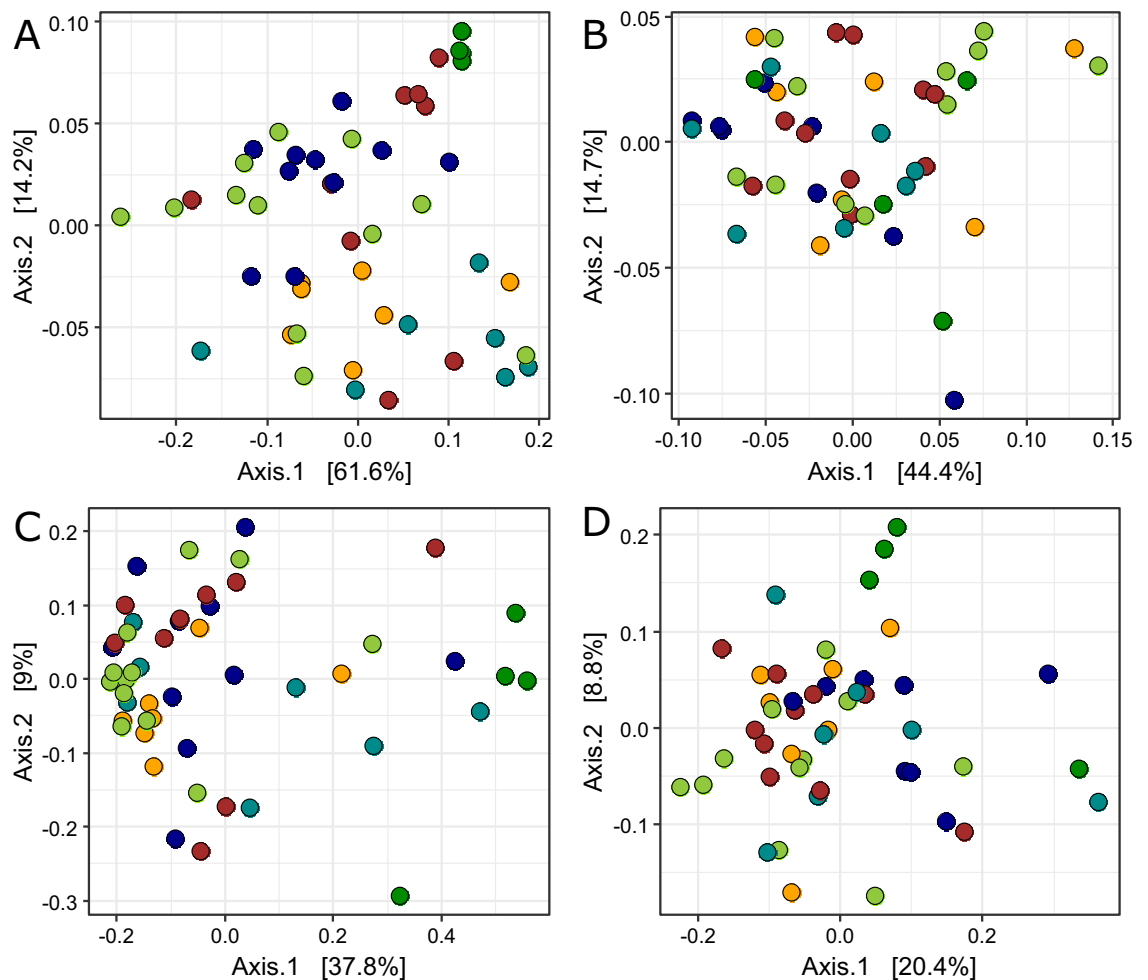 A
0.10
0.05
0.00
-0.05
Axis.2 [14.2%]
-0.2 -0.1 0.0 0.1 0.2
Axis.1 [61.6%]
B
0.05
0.00
-0.05
-0.10
Axis.2 [14.7%]
-0.10 -0.05 0.00 0.05 0.10 0.15
Axis.1 [44.4%]
C
0.2
0.1
0.0
-0.1
-0.2
-0.3
Axis.2 [9%]
-0.2 0.0 0.2 0.4
Axis.1 [37.8%]
D
0.2
0.1
0.0
-0.1
Axis.2 [8.8%]
-0.2 0.0 0.2
Axis.1 [20.4%]